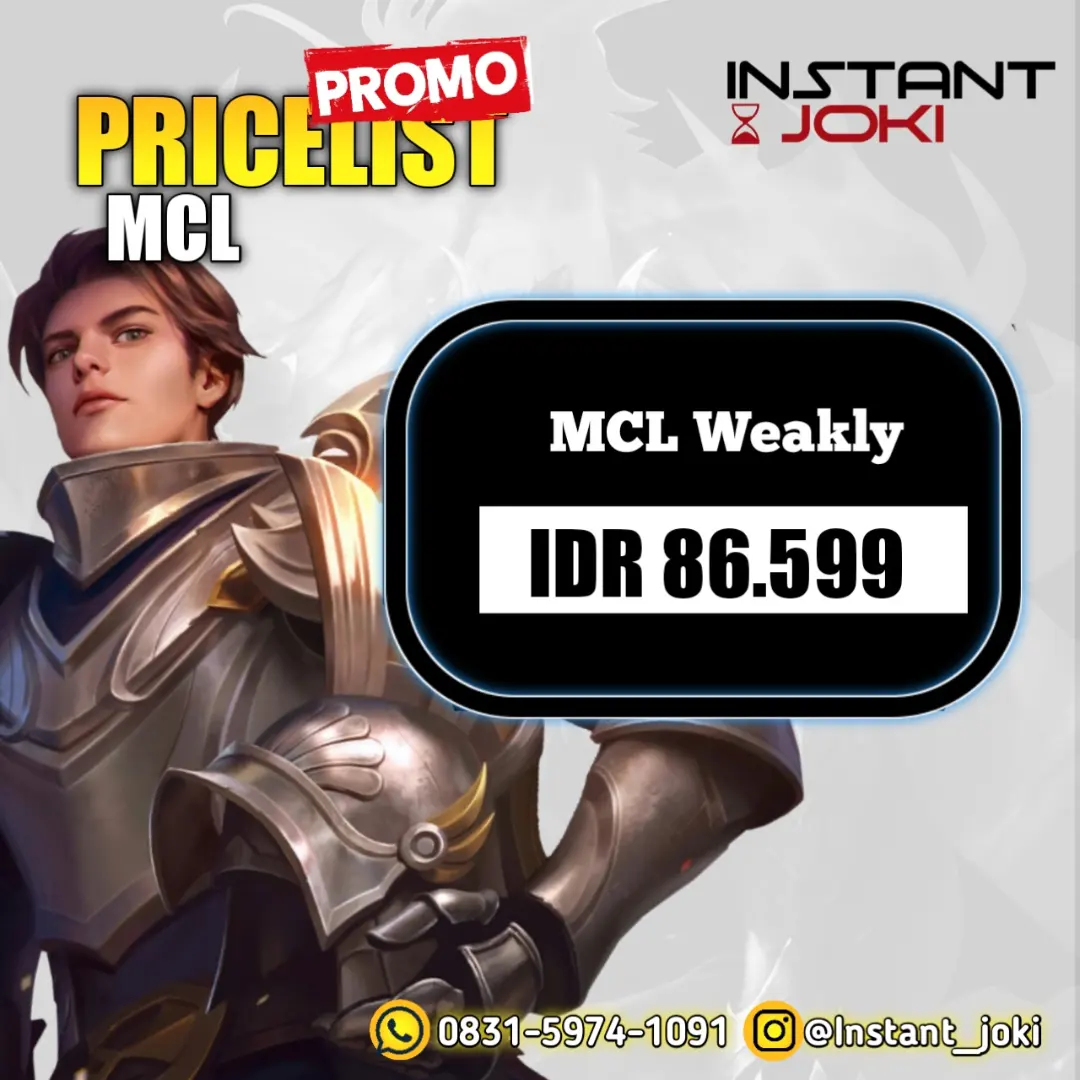 PROMO
PRICELIST
MCL
INSTANT
JOKI
MCL Weakly
IDR 86.599
0831-5974-1091 @Instant_joki